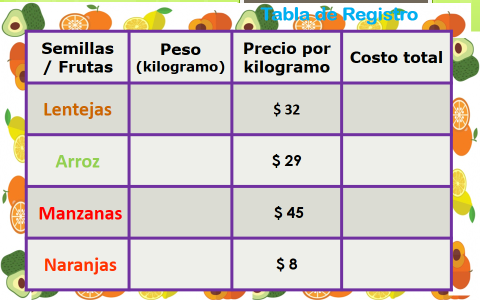 Tabla de Registro
Semillas / Frutas
Peso (kilogramo)
Precio por kilogramo
Costo total
Lentejas
$ 32
Arroz
$ 29
Manzanas
$ 45
Naranjas
$ 8